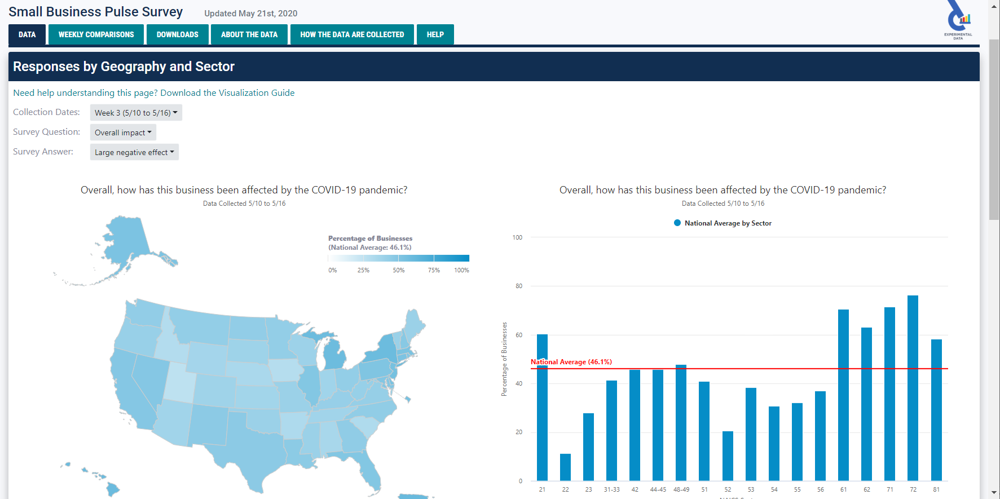 Small Business Pulse Survey
Updated May 21st, 2020
EXPERIMENTAL
DATA
DATA
WEEKLY COMPARISONS
DOWNLOADS
ABOUT THE DATA
HOW THE DATA ARE COLLECTED
HELP
Responses by Geography and Sector
Need help understanding this page? Download the Visualization Guide
Collection Dates: Week 3 (5/10 to 5/16)
Survey Question: Overall impact
Survey Answer: Large negative effect
Overall, how has this business been affected by the COVID-19 pandemic?
Data Collected 5/10 to 5/16
Percentage of Businesses
(National Average: 46.1%)
0% 25% 50% 75% 100%
Overall, how has this business been affected by the COVID-19 pandemic?
Data Collected 5/10 to 5/16
National Average by Sector
Percentage of Businesses
100
80
60
National Average (46.1%)
40
20
0
21 22 23 31-33 42 44-45 48-49 51 52 53 54 55 56 61 62 71 72 81